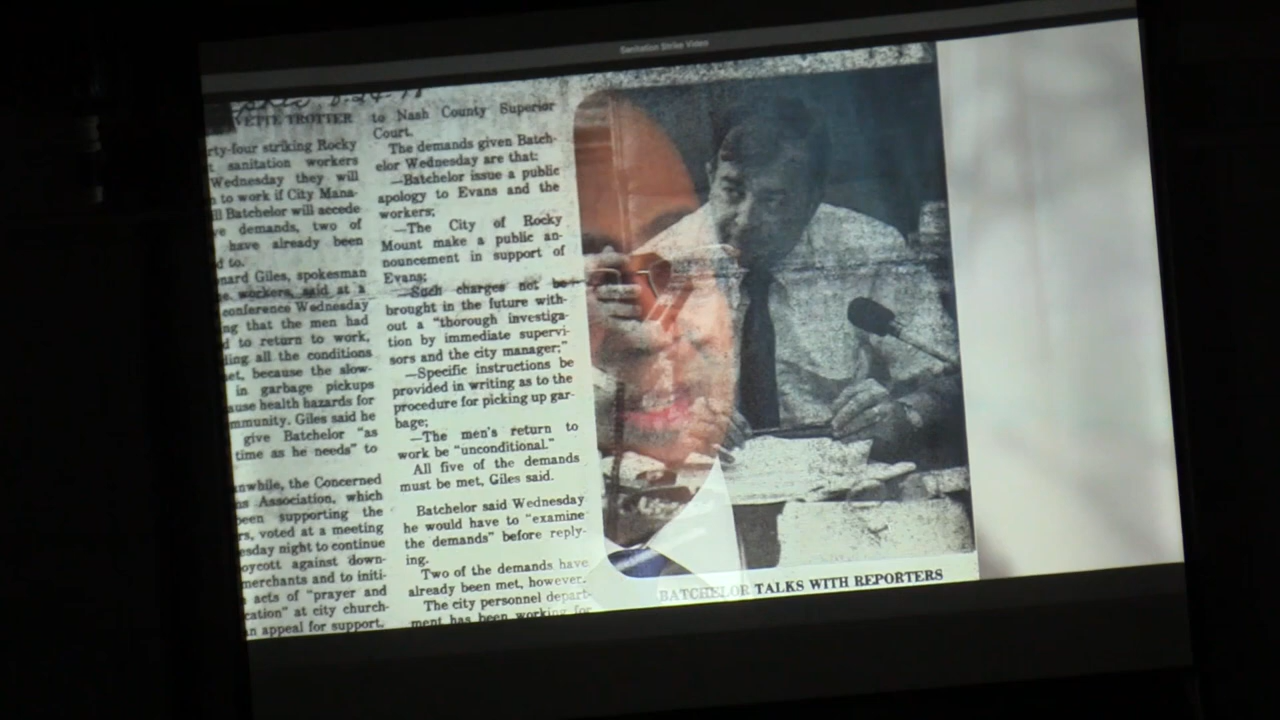 Sanitation Strike Video
VETTE TROTTER
rty-four striking Rocky
sanitation workers
Wednesday they will
to work if City Mana-
ll Batchelor will accede
demands, two of
have already been
d to.
nard Giles, spokesman
workers, said at a
conference Wednesday
ng that the men had
d to return to work,
ding all the conditions
et, because the slow-
in garbage pickups
ause health hazards for
mmunity. Giles said he
give Batchelor "as
time as he needs" to
nwhile, the Concerned
s Association, which
been supporting the
rs, voted at a meeting
esday night to continue
oycott against down-
merchants and to initi-
acts of "prayer and
cation" at city church-
an appeal for support.
to Nash County Superior
Court.
The demands given Batch-
elor Wednesday are that:
—Batchelor issue a public
apology to Evans and the
workers;
—The City of Rocky
Mount make a public an-
nouncement in support of
Evans;
—Such charges not be
brought in the future with-
out a "thorough investiga-
tion by immediate supervi-
sors and the city manager;"
—Specific instructions be
provided in writing as to the
procedure for picking up gar-
bage;
—The men's return to
work be "unconditional."
All five of the demands
must be met, Giles said.
Batchelor said Wednesday
he would have to "examine
the demands" before reply-
ing.
Two of the demands have
already been met, however.
The city personnel depart-
ment has been working for
BATCHELOR TALKS WITH REPORTERS